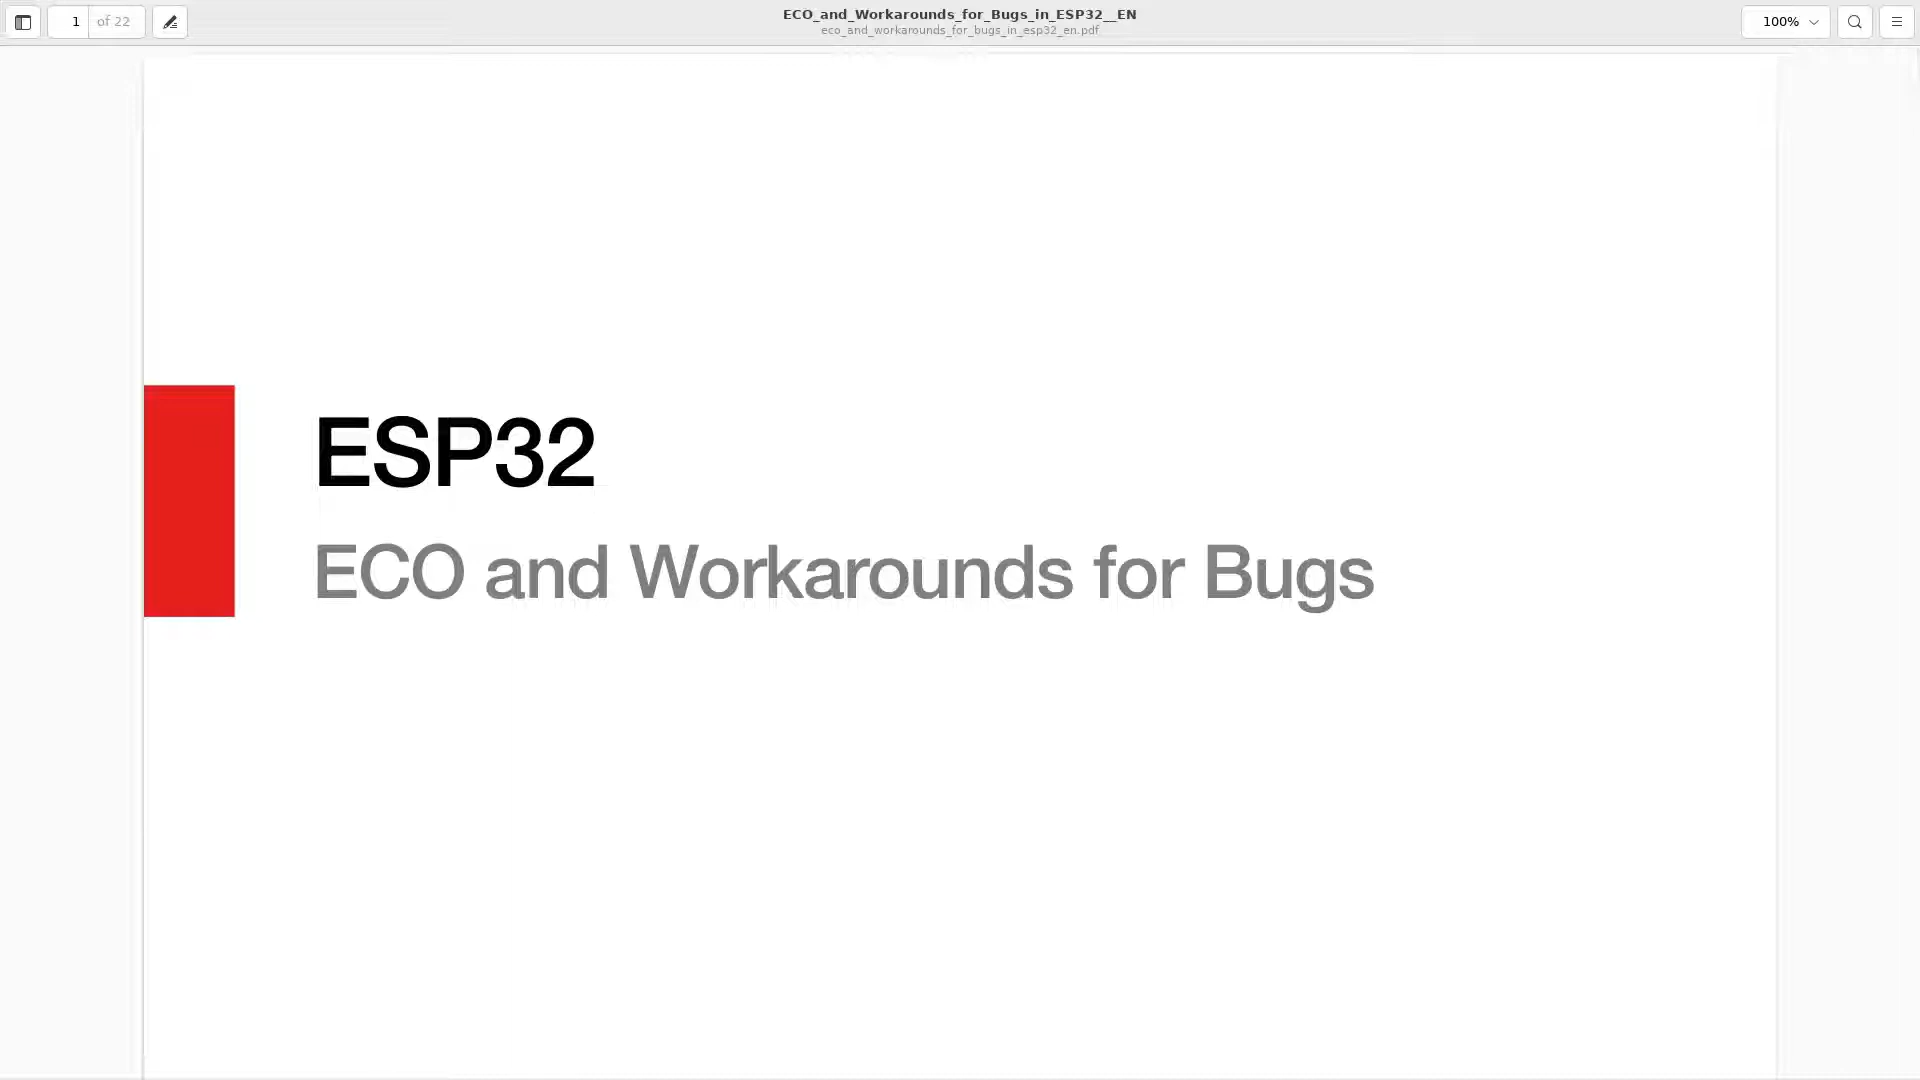 1 of 22
ECO_and_Workarounds_for_Bugs_in_ESP32__EN
eco_and_workarounds_for_bugs_in_esp32_en.pdf
100%
ESP32
ECO and Workarounds for Bugs